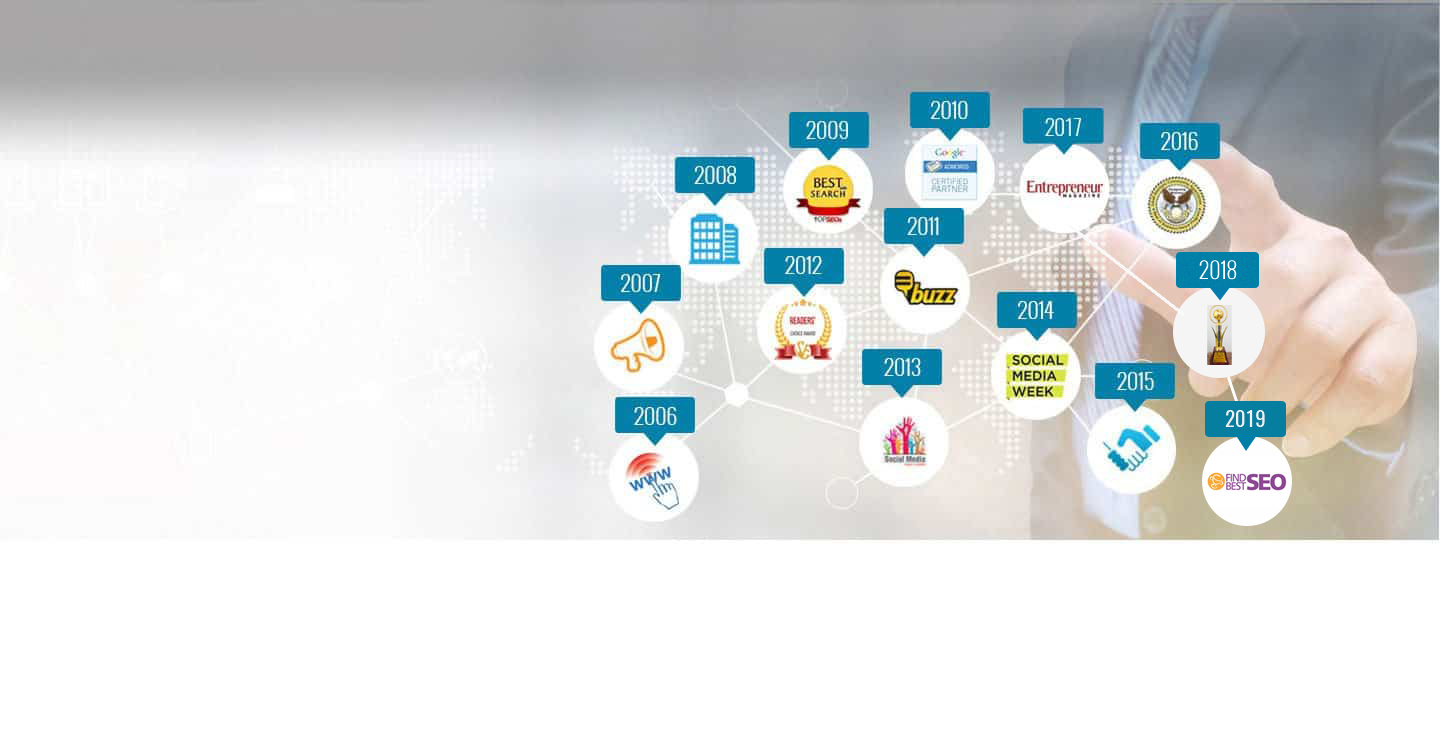 2010
Google
ADWORDS
CERTIFIED
PARTNER
2017
Entrepreneur
MAGAZINE
2009
BEST IN
SEARCH
TOPSEOs
2016
2008
2011
buzz
2012
READERS'
CHOICE AWARD
2018
2007
2014
SOCIAL
MEDIA
WEEK
2013
Social Media
2015
2006
WWW
2019
FIND
BEST SEO